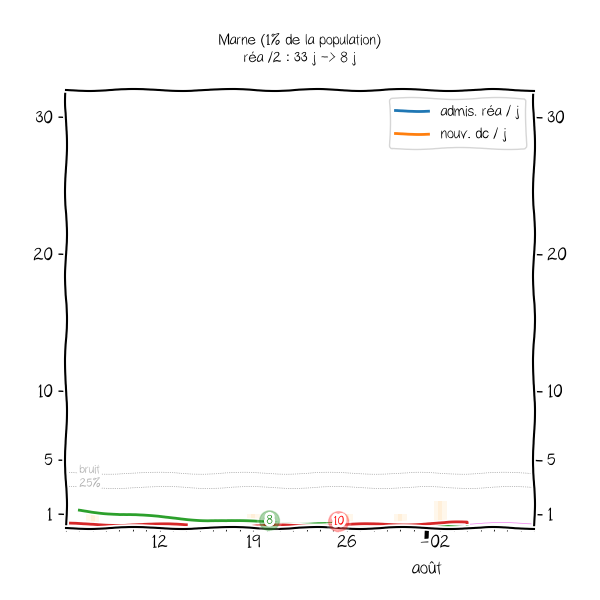 Marne (1% de la population)
réa /2 : 33 j -> 8 j
admis. réa / j
nouv. dc / j
30
30
20
20
10
10
5
5
bruit
25%
1
8
10
1
12
19
26
02
août